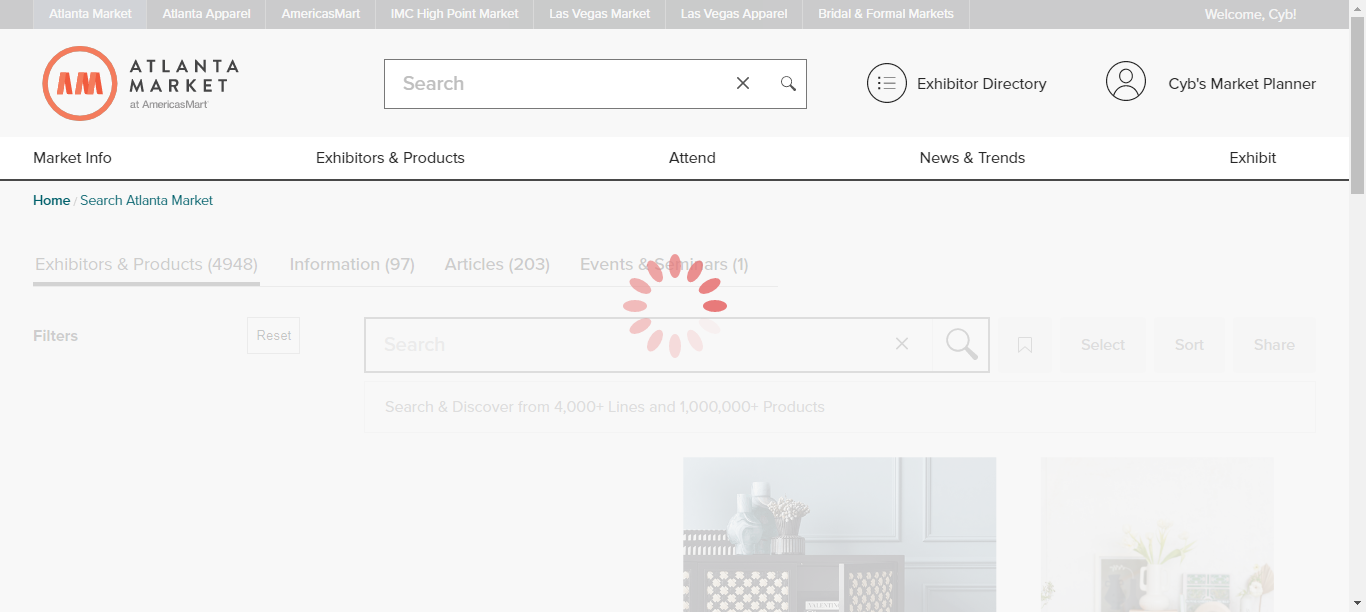 Atlanta Market Atlanta Apparel AmericasMart IMC High Point Market Las Vegas Market Las Vegas Apparel Bridal & Formal Markets Welcome, Cyb!
AM ATLANTA
MARKET
at AmericasMart
Search
Exhibitor Directory
Cyb's Market Planner
Market Info Exhibitors & Products Attend News & Trends Exhibit
Home / Search Atlanta Market
Exhibitors & Products (4948) Information (97) Articles (203) Events & Seminars (1)
Filters Reset
Search
Select Sort Share
Search & Discover from 4,000+ Lines and 1,000,000+ Products